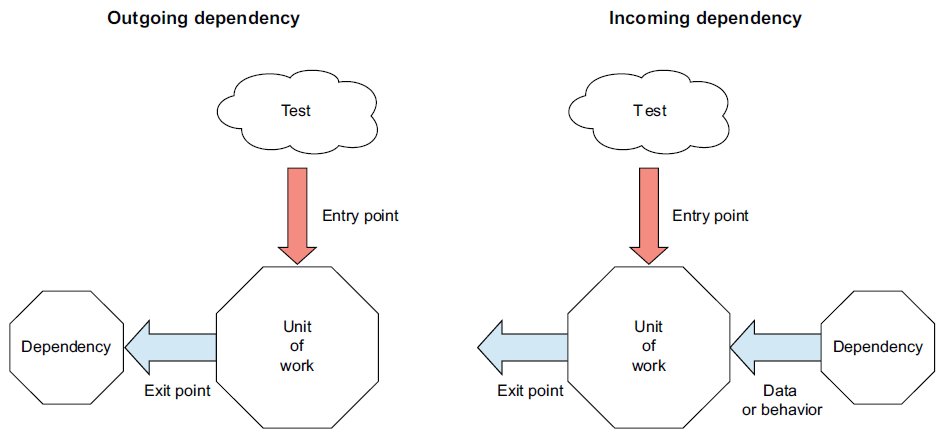 Outgoing dependency
Test
Entry point
Unit
of
work
Dependency
Exit point
Incoming dependency
Test
Entry point
Unit
of
work
Dependency
Exit point
Data
or behavior